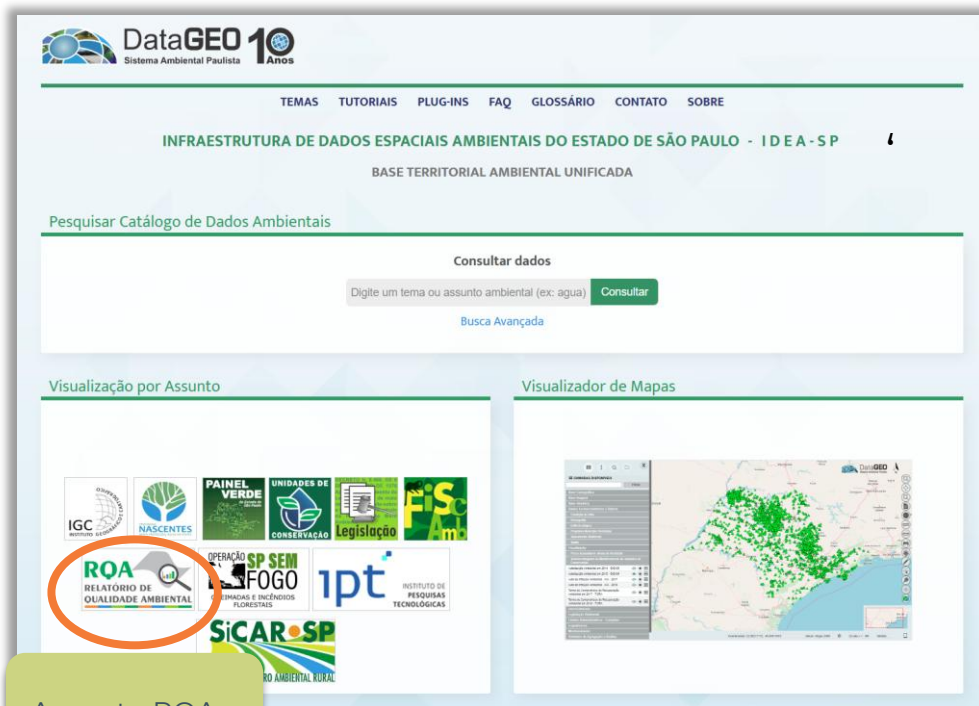 DataGEO 10
Sistema Ambiental Paulista Anos
TEMAS TUTORIAIS PLUG-INS FAQ GLOSSÁRIO CONTATO SOBRE
INFRAESTRUTURA DE DADOS ESPACIAIS AMBIENTAIS DO ESTADO DE SÃO PAULO - I D E A - S P
BASE TERRITORIAL AMBIENTAL UNIFICADA
Pesquisar Catálogo de Dados Ambientais
Consultar dados
Digite um tema ou assunto ambiental (ex: agua) Consultar
Busca Avançada
Visualização por Assunto
Visualizador de Mapas
IGC
NASCENTES
PAINEL
VERDE
UNIDADES DE
CONSERVAÇÃO
Legislação
FiSc
Amb
RQA
RELATÓRIO DE
QUALIDADE AMBIENTAL
OPERAÇÃO SP SEM
FOGO
QUEIMADAS E INCÊNDIOS
FLORESTAIS
ipt
INSTITUTO DE
PESQUISAS
TECNOLÓGICAS
SiCAR SP
RO AMBIENTAL RURAL
DataGEO